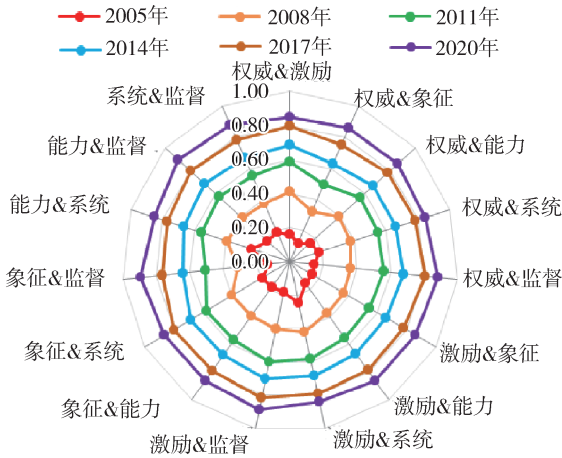 2005年 2008年 2011年
2014年 2017年 2020年
权威&激励
系统&监督 1.00 权威&象征
0.80
能力&监督 权威&能力
0.60
0.40
能力&系统 权威&系统
0.20
象征&监督 0.00 权威&监督
象征&系统 激励&象征
象征&能力 激励&能力
激励&监督 激励&系统